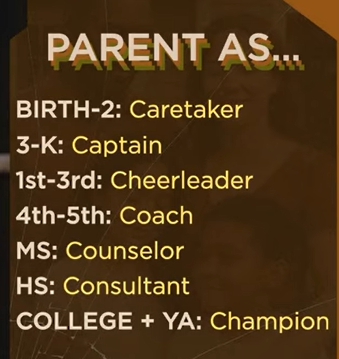 PARENT AS...
BIRTH-2: Caretaker
3-K: Captain
1st-3rd: Cheerleader
4th-5th: Coach
MS: Counselor
HS: Consultant
COLLEGE + YA: Champion